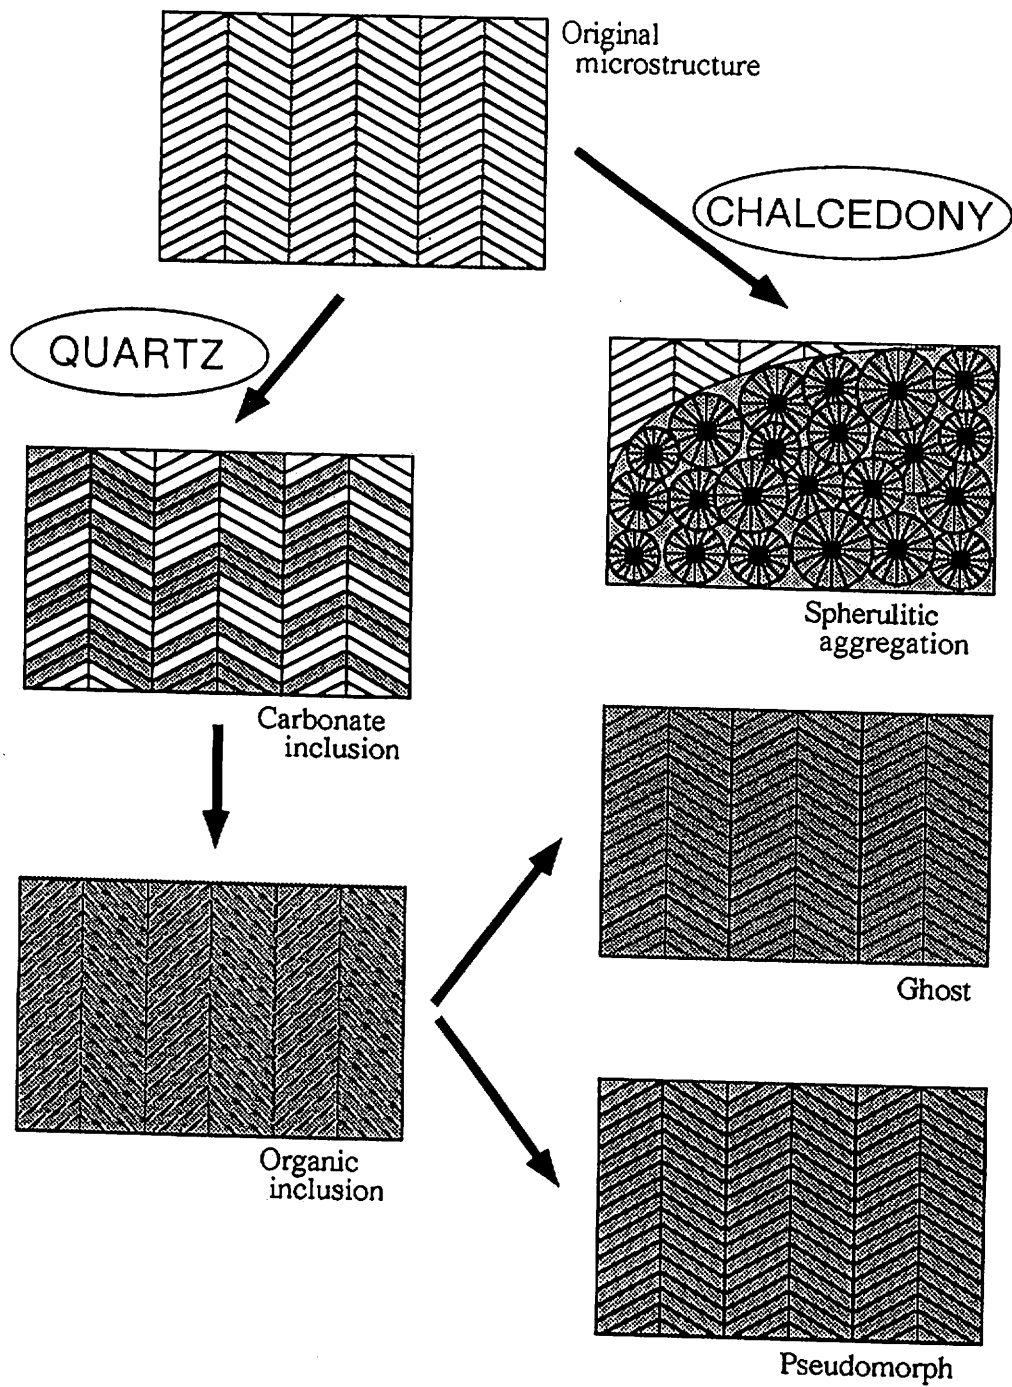 Original
microstructure
CHALCEDONY
QUARTZ
Spherulitic
aggregation
Carbonate
inclusion
Ghost
Organic
inclusion
Pseudomorph